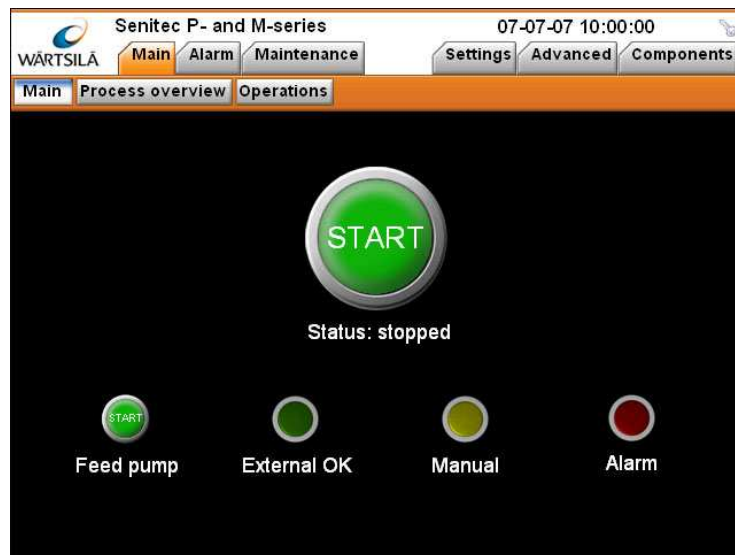 Senitec P- and M-series 07-07-07 10:00:00
WÄRTSILÄ Main Alarm Maintenance Settings Advanced Components
Main Process overview Operations
START
Status: stopped
START
Feed pump External OK Manual Alarm